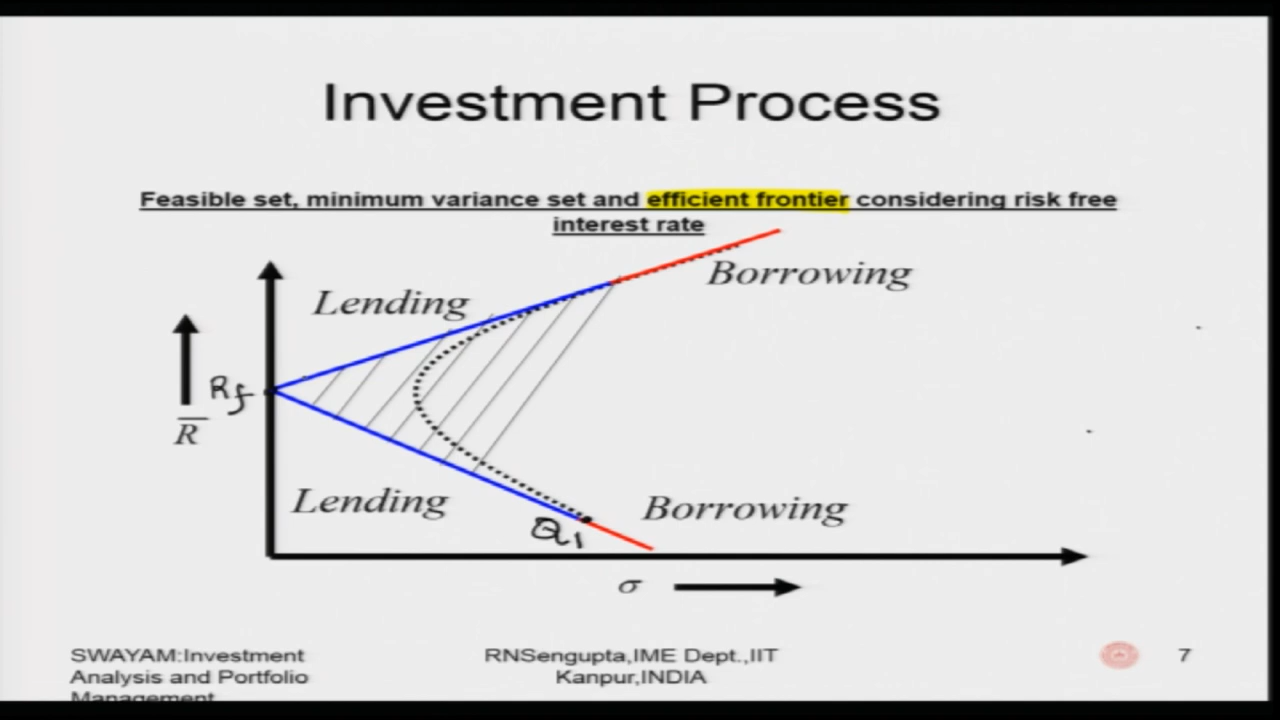 Investment Process
Feasible set, minimum variance set and efficient frontier considering risk free
interest rate
Borrowing
Lending
Rf
R̅
Lending
Borrowing
Q1
σ
SWAYAM:Investment
Analysis and Portfolio
Management
RNSengupta,IME Dept.,IIT
Kanpur,INDIA
7